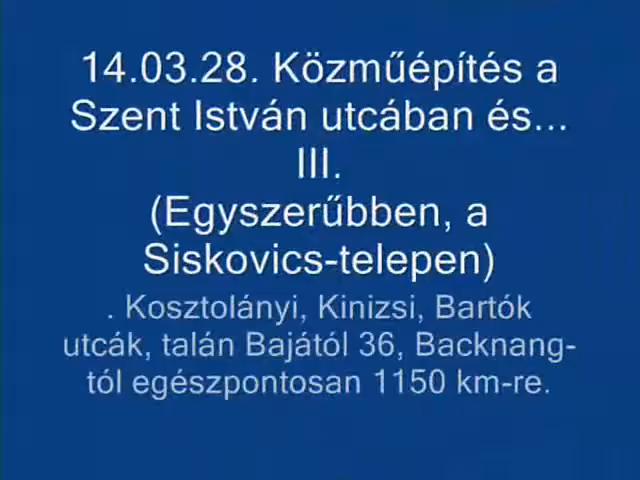 14.03.28. Közműépítés a
Szent István utcában és...
III.
(Egyszerűbben, a
Siskovics-telepen)
. Kosztolányi, Kinizsi, Bartók
utcák, talán Bajától 36, Backnang-
tól egészpontosan 1150 km-re.